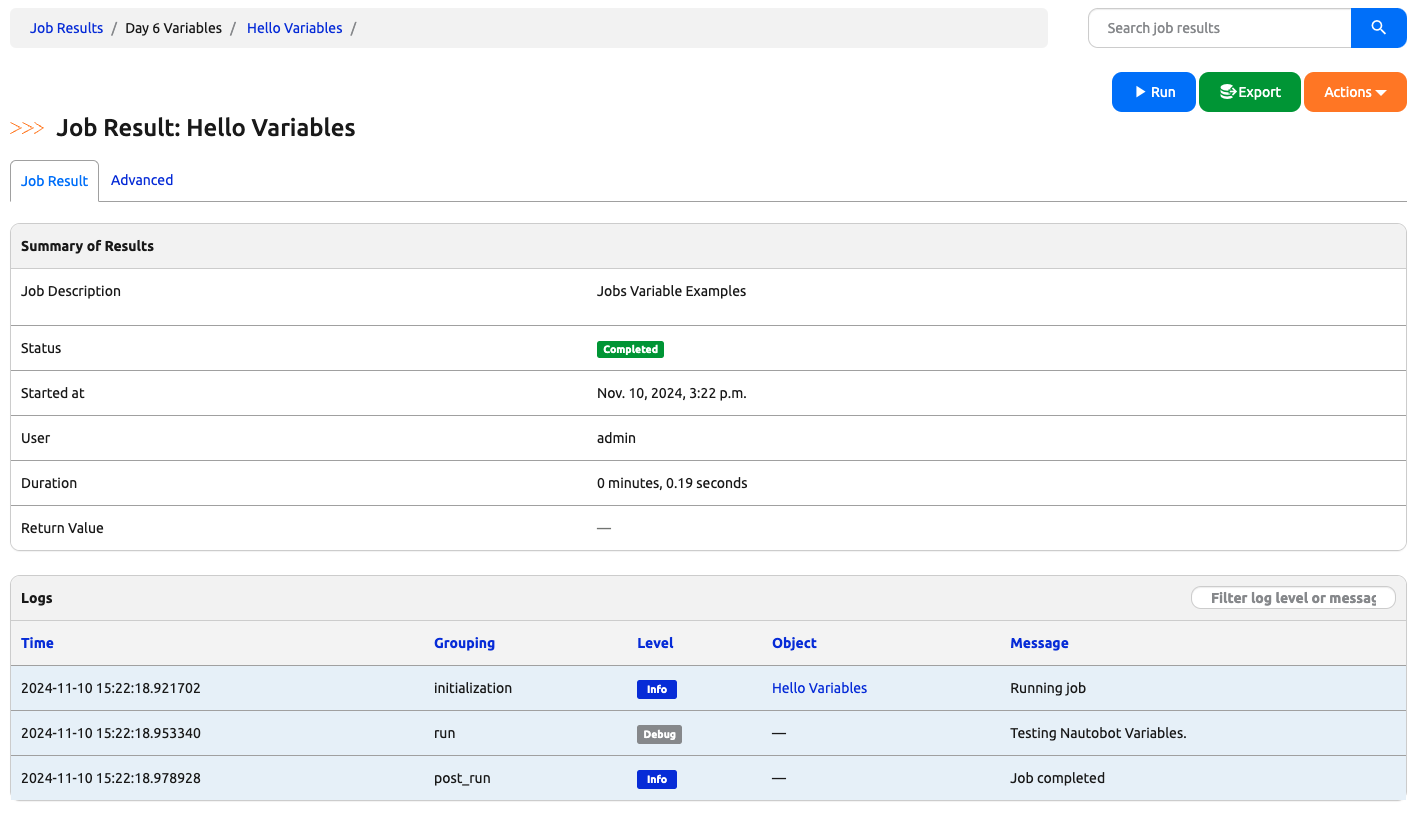 Job Results / Day 6 Variables / Hello Variables /
Search job results
Run Export Actions
>>> Job Result: Hello Variables
Job Result Advanced
Summary of Results
Job Description Jobs Variable Examples
Status Completed
Started at Nov. 10, 2024, 3:22 p.m.
User admin
Duration 0 minutes, 0.19 seconds
Return Value —
Logs Filter log level or messag
Time Grouping Level Object Message
2024-11-10 15:22:18.921702 initialization Info Hello Variables Running job
2024-11-10 15:22:18.953340 run Debug — Testing Nautobot Variables.
2024-11-10 15:22:18.978928 post_run Info — Job completed